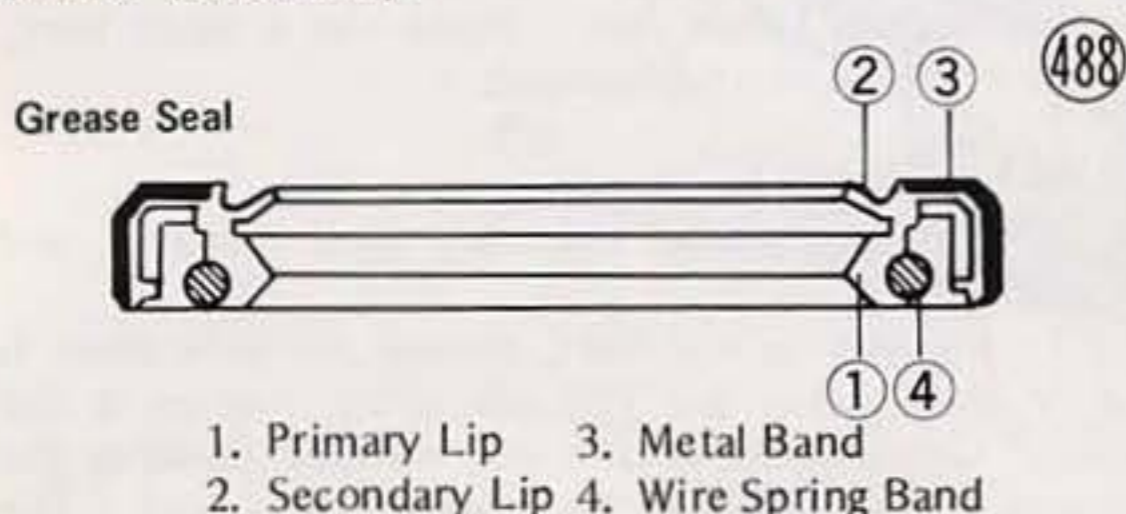 488
Grease Seal
2 3
1 4
1. Primary Lip 3. Metal Band
2. Secondary Lip 4. Wire Spring Band